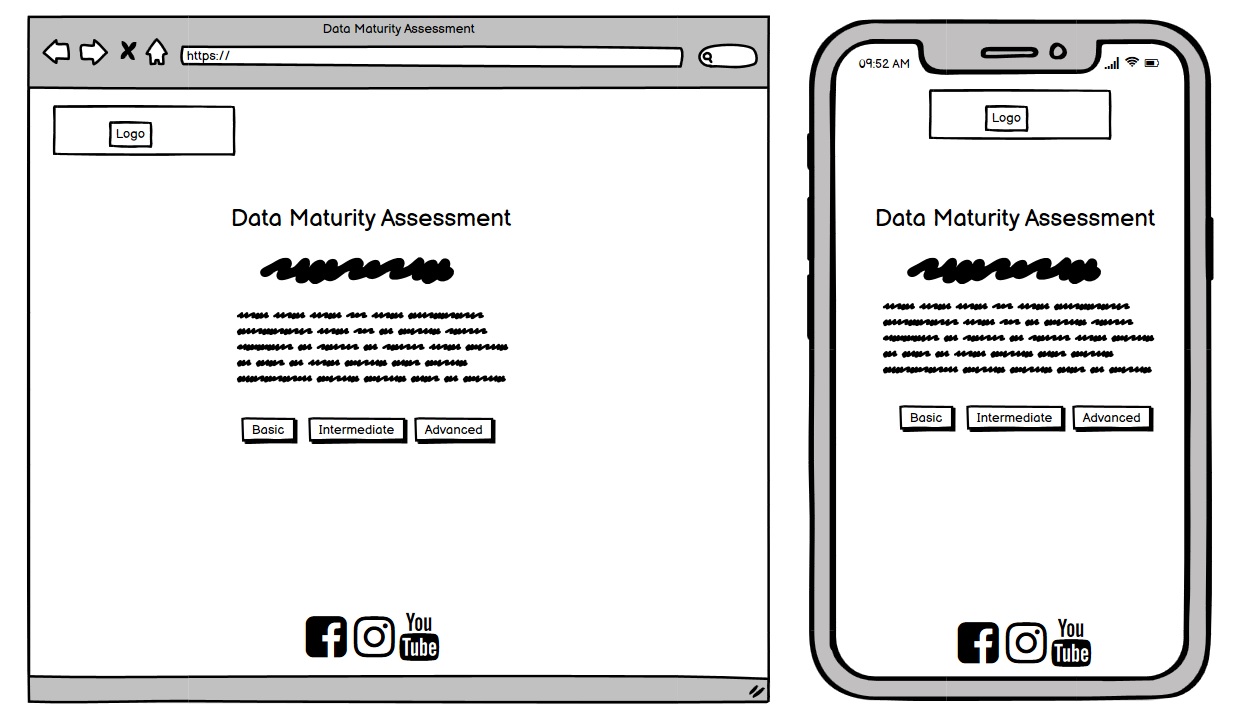 Data Maturity Assessment
https://
Logo
Data Maturity Assessment
Basic Intermediate Advanced
You
Tube
09:52 AM
Logo
Data Maturity Assessment
Basic Intermediate Advanced
You
Tube